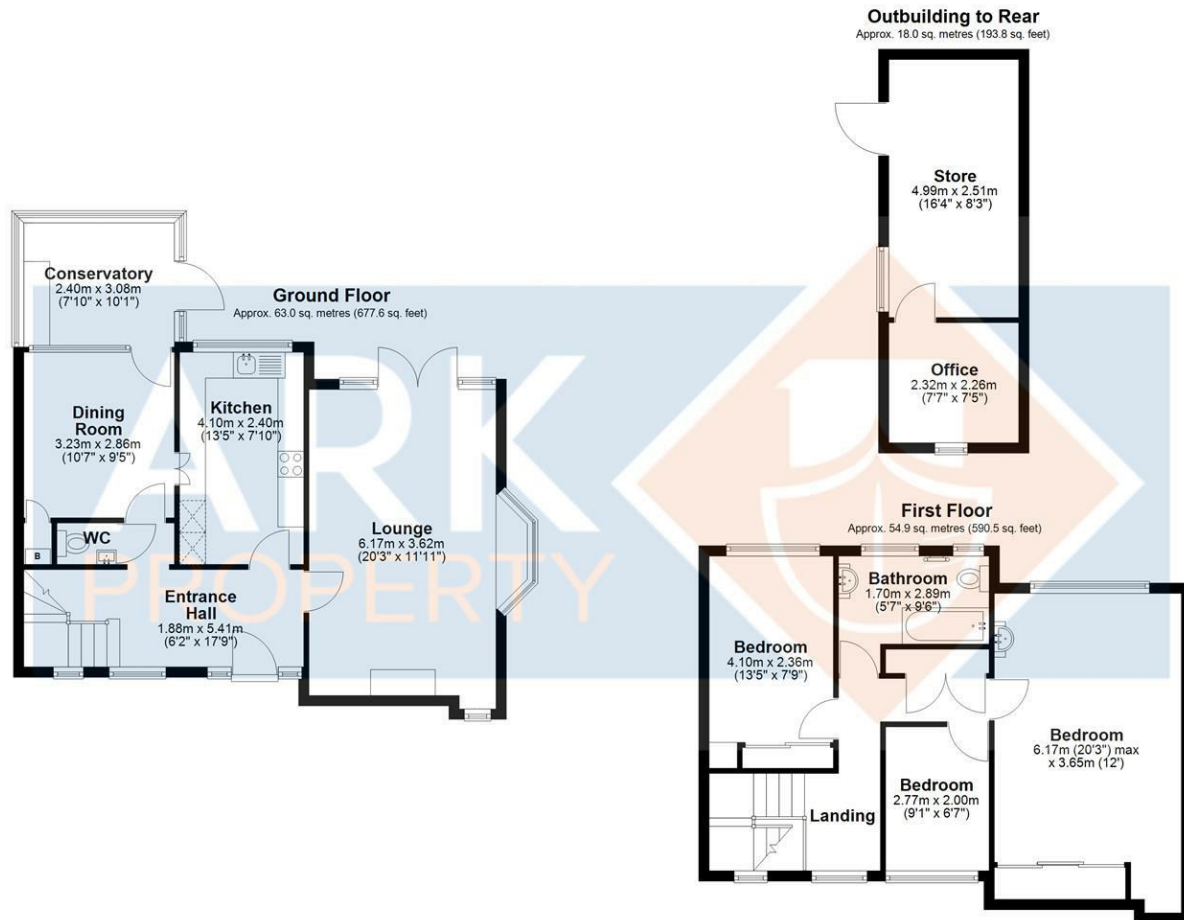 Outbuilding to Rear
Approx. 18.0 sq. metres (193.8 sq. feet)
Store
4.99m x 2.51m
(16'4" x 8'3")
Office
2.32m x 2.26m
(7'7" x 7'5")
Ground Floor
Approx. 63.0 sq. metres (677.6 sq. feet)
Conservatory
2.40m x 3.08m
(7'10" x 10'1")
Dining
Room
3.23m x 2.86m
(10'7" x 9'5")
Kitchen
4.10m x 2.40m
(13'5" x 7'10")
Lounge
6.17m x 3.62m
(20'3" x 11'11")
WC
B
Entrance
Hall
1.88m x 5.41m
(6'2" x 17'9")
First Floor
Approx. 54.9 sq. metres (590.5 sq. feet)
Bathroom
1.70m x 2.89m
(5'7" x 9'6")
Bedroom
4.10m x 2.36m
(13'5" x 7'9")
Bedroom
6.17m (20'3") max
x 3.65m (12')
Bedroom
2.77m x 2.00m
(9'1" x 6'7")
Landing
ARK
PROPERTY